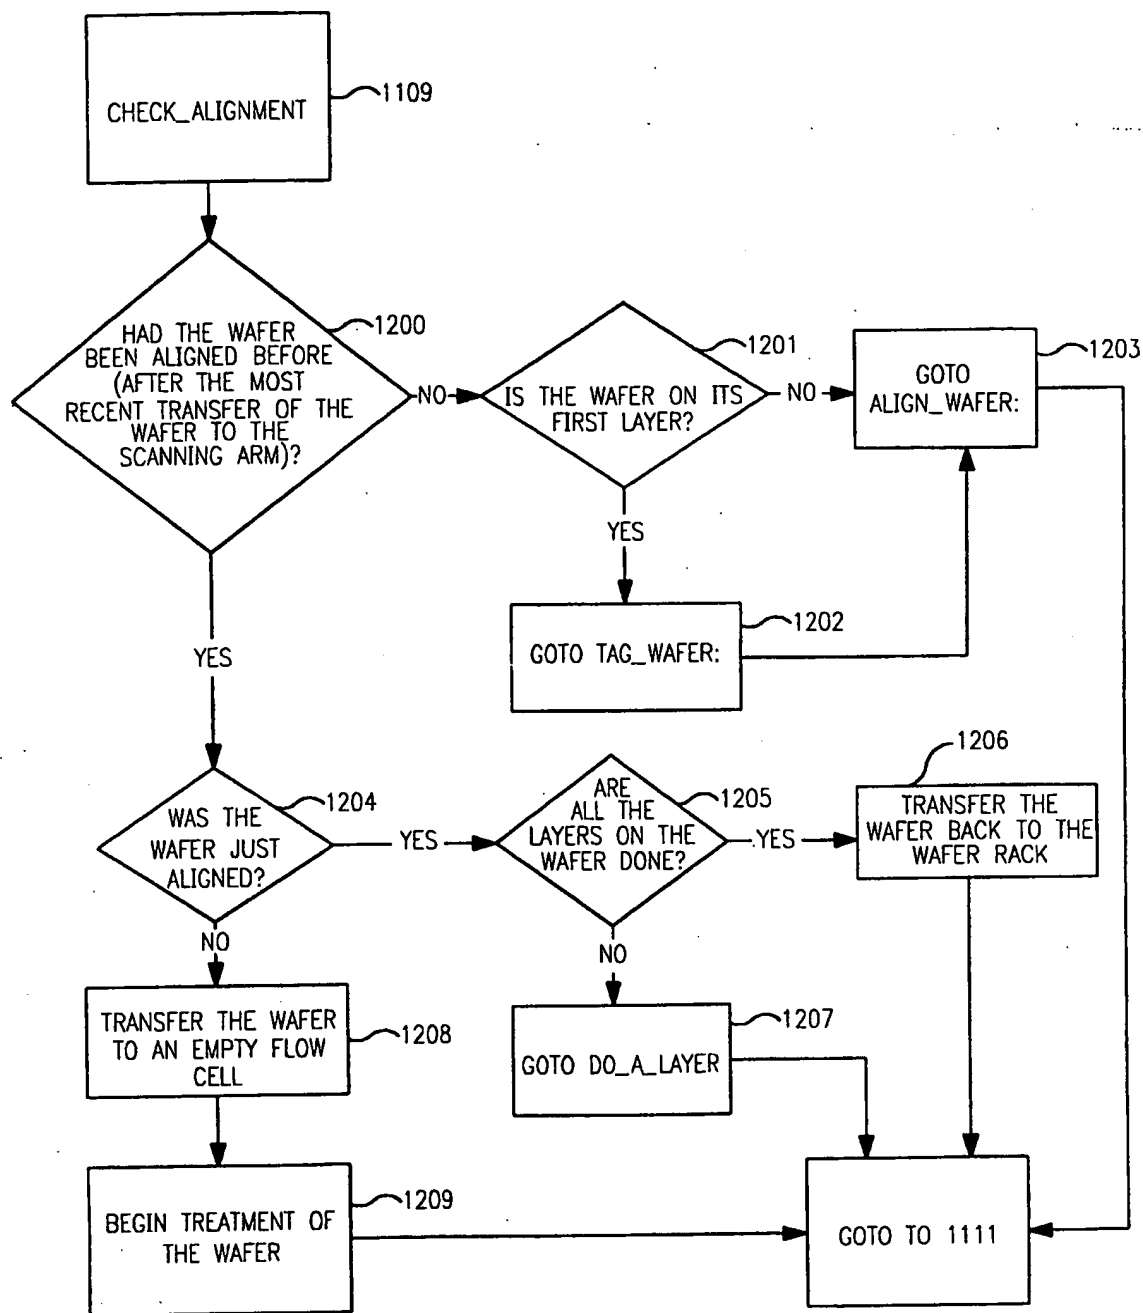 CHECK_ALIGNMENT
1109
HAD THE WAFER
BEEN ALIGNED BEFORE
(AFTER THE MOST
RECENT TRANSFER OF THE
WAFER TO THE
SCANNING ARM)?
1200
NO
IS THE WAFER ON ITS
FIRST LAYER?
1201
NO
GOTO
ALIGN_WAFER:
1203
YES
GOTO TAG_WAFER:
1202
YES
WAS THE
WAFER JUST
ALIGNED?
1204
YES
ARE
ALL THE
LAYERS ON THE
WAFER DONE?
1205
YES
TRANSFER THE
WAFER BACK TO THE
WAFER RACK
1206
NO
NO
TRANSFER THE WAFER
TO AN EMPTY FLOW
CELL
1208
GOTO DO_A_LAYER
1207
BEGIN TREATMENT OF
THE WAFER
1209
GOTO TO 1111